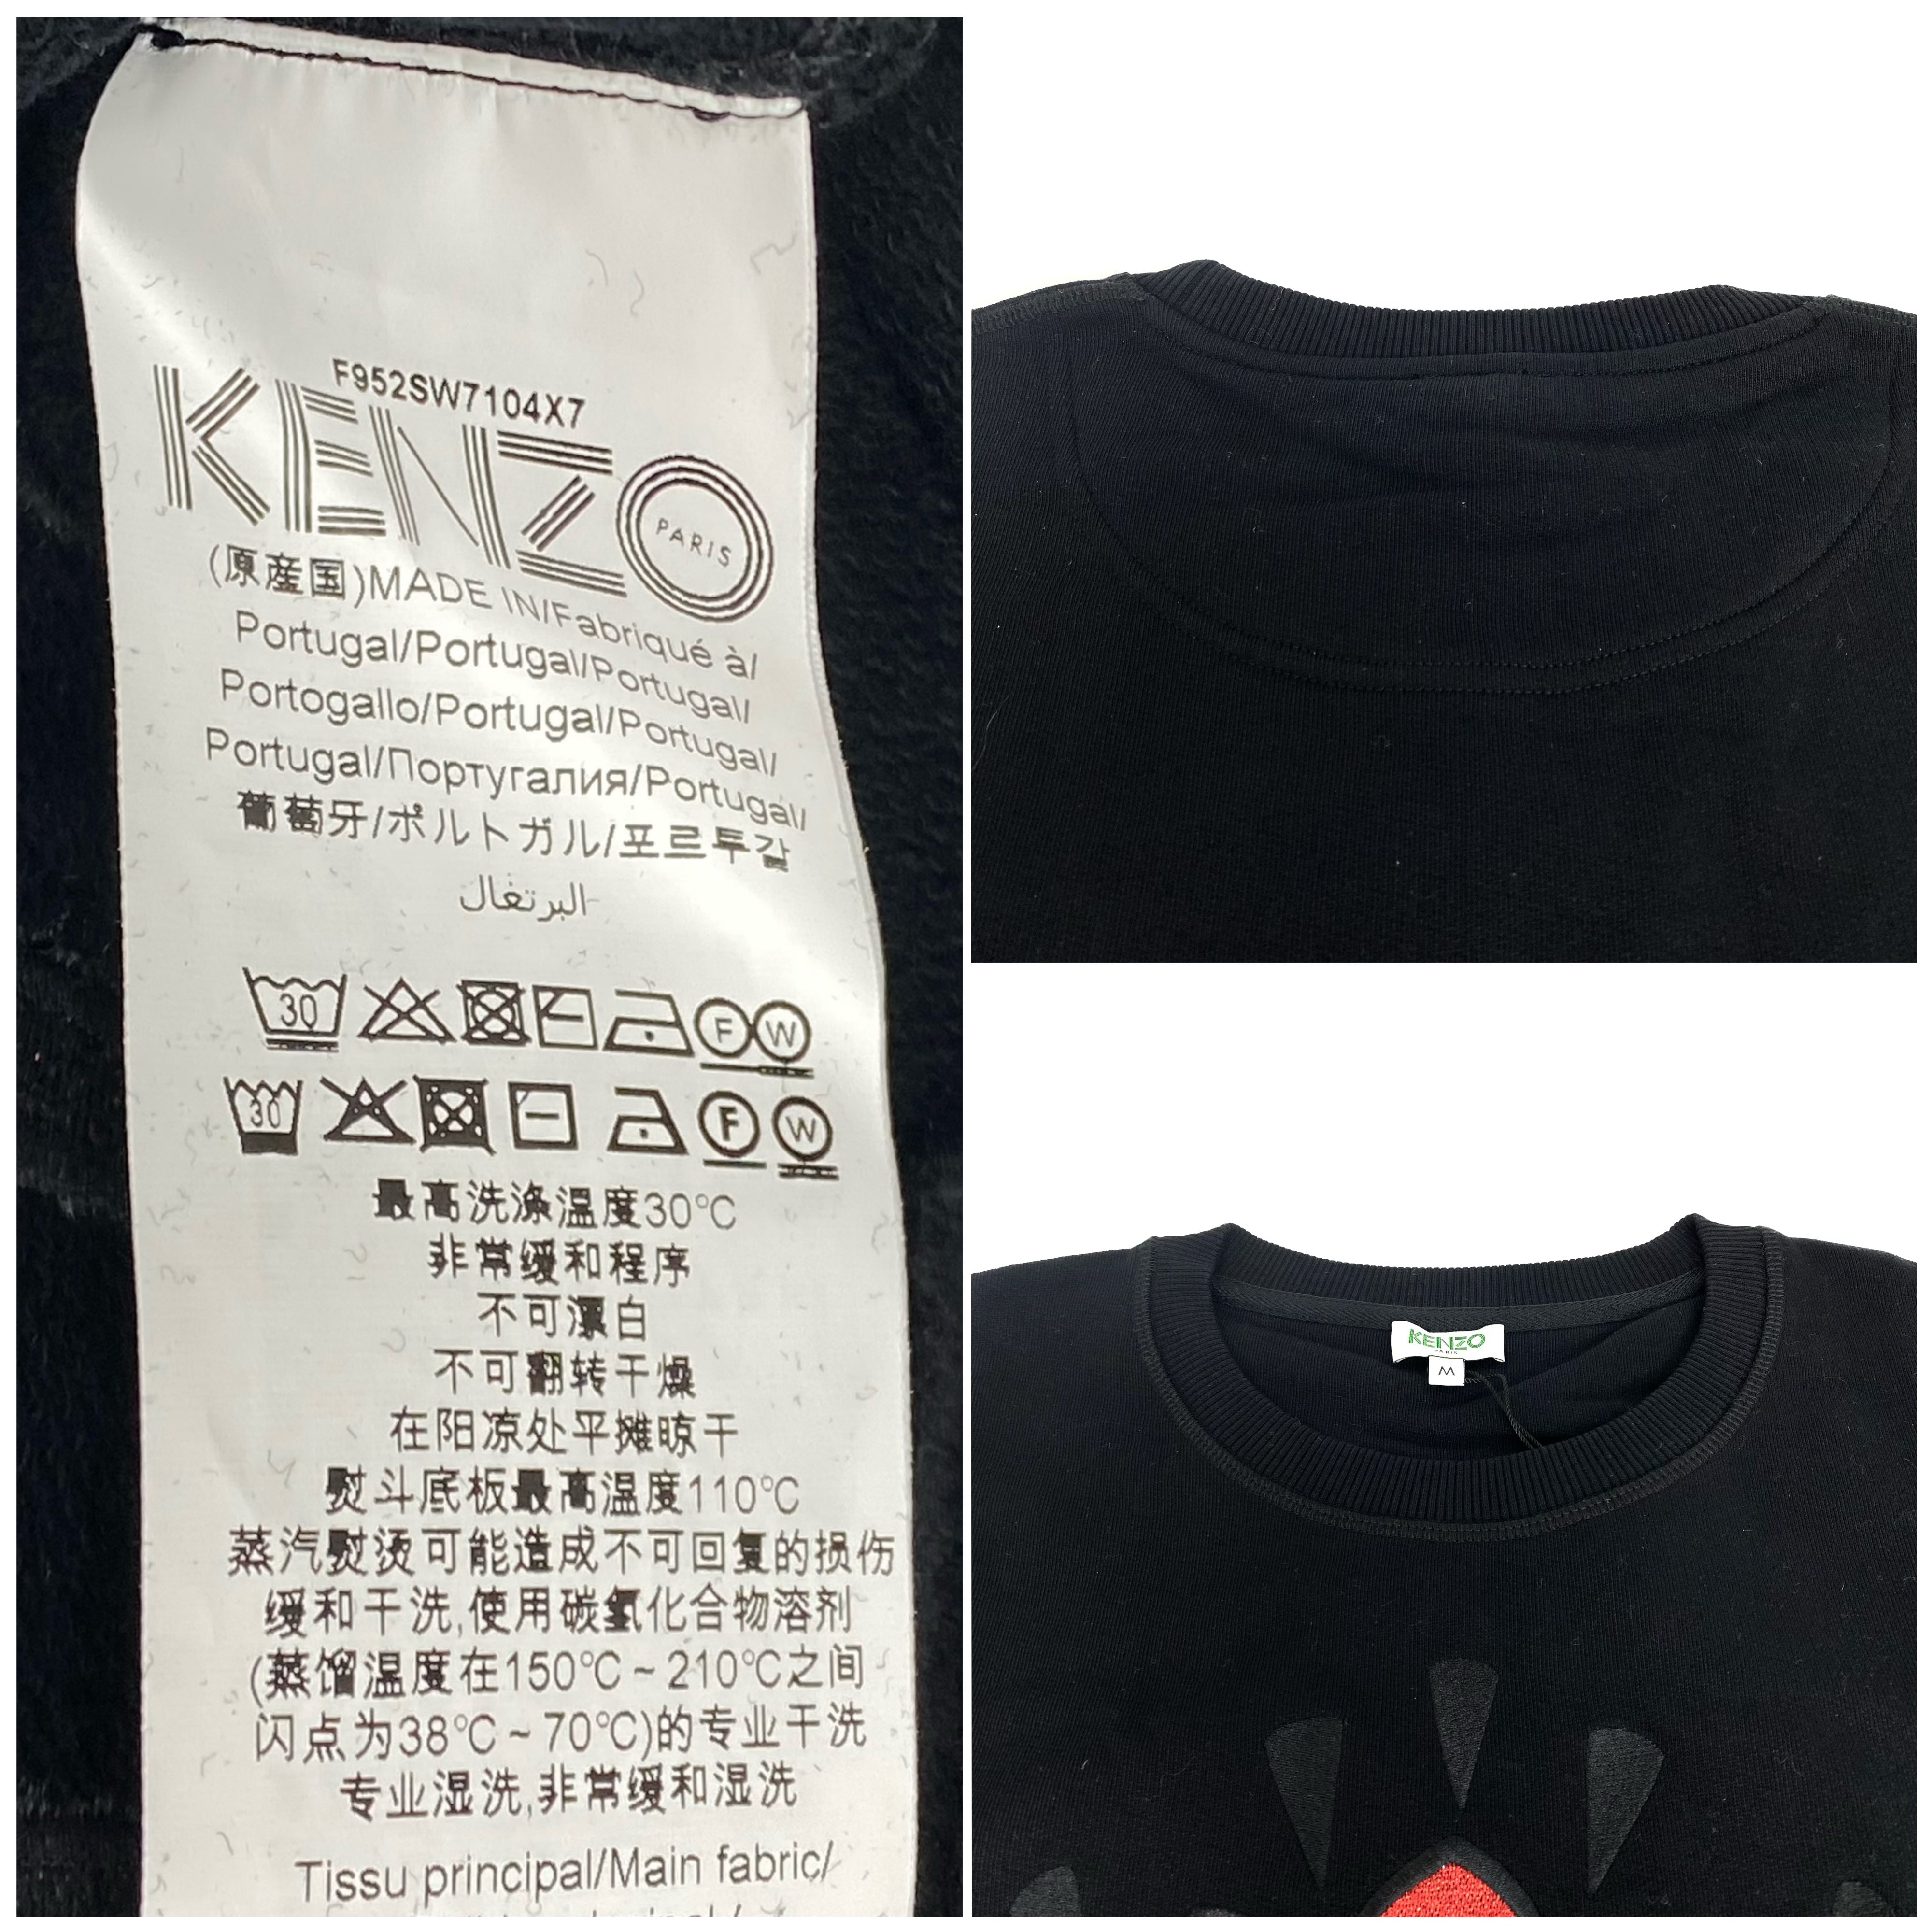 F952SW7104X7
KENZO
PARIS
(原産国)MADE IN/Fabriqué à/
Portugal/Portugal/Portugal/
Portogallo/Portugal/Portugal/
Portugal/Португалия/Portugal/
葡萄牙/ポルトガル/포르투갈
البرتغال
30
F W
30
F W
最高洗涤温度30°C
非常缓和程序
不可漂白
不可翻转干燥
在阳凉处平摊晾干
熨斗底板最高温度110°C
蒸汽熨烫可能造成不可回复的损伤
缓和干洗,使用碳氢化合物溶剂
(蒸馏温度在150°C~210°C之间
闪点为38°C~70°C)的专业干洗
专业湿洗,非常缓和湿洗
Tissu principal/Main fabric/
KENZO
PARIS
M